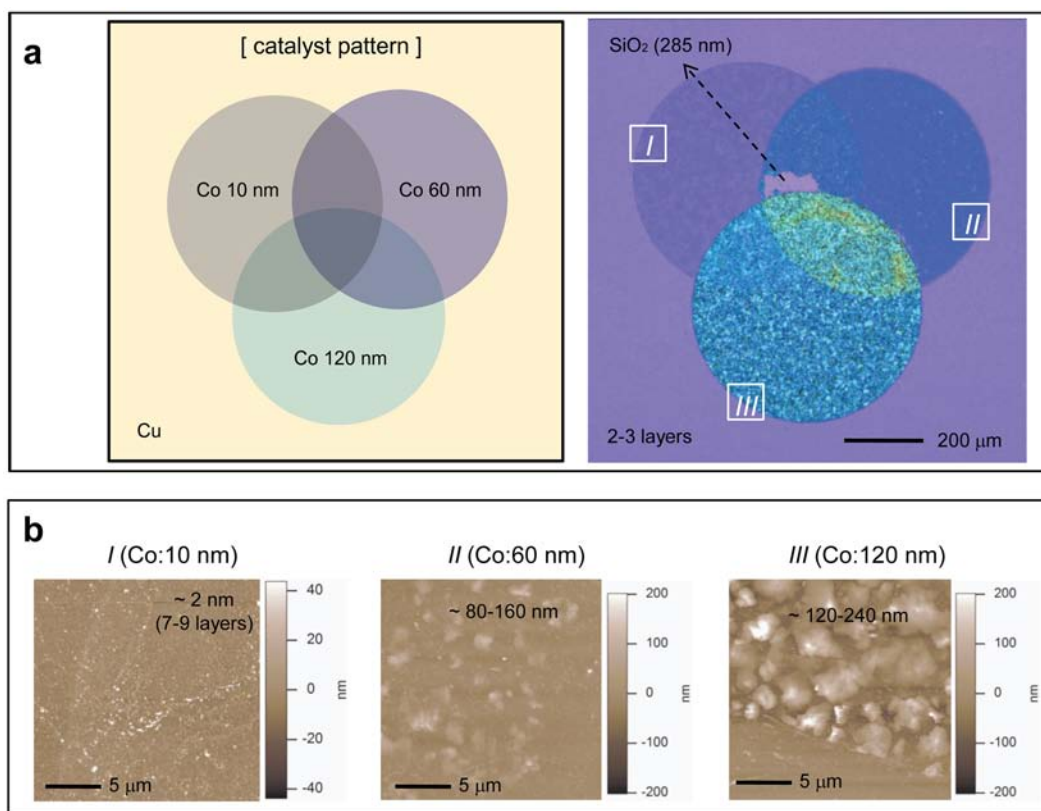 a
[ catalyst pattern ]
Co 10 nm
Co 60 nm
Co 120 nm
Cu
SiO₂ (285 nm)
I
II
III
2-3 layers
200 μm
b
I (Co:10 nm)
~ 2 nm
(7-9 layers)
5 μm
40
20
0
-20
-40
nm
II (Co:60 nm)
~ 80-160 nm
5 μm
200
100
0
-100
-200
nm
III (Co:120 nm)
~ 120-240 nm
5 μm
200
100
0
-100
-200
nm